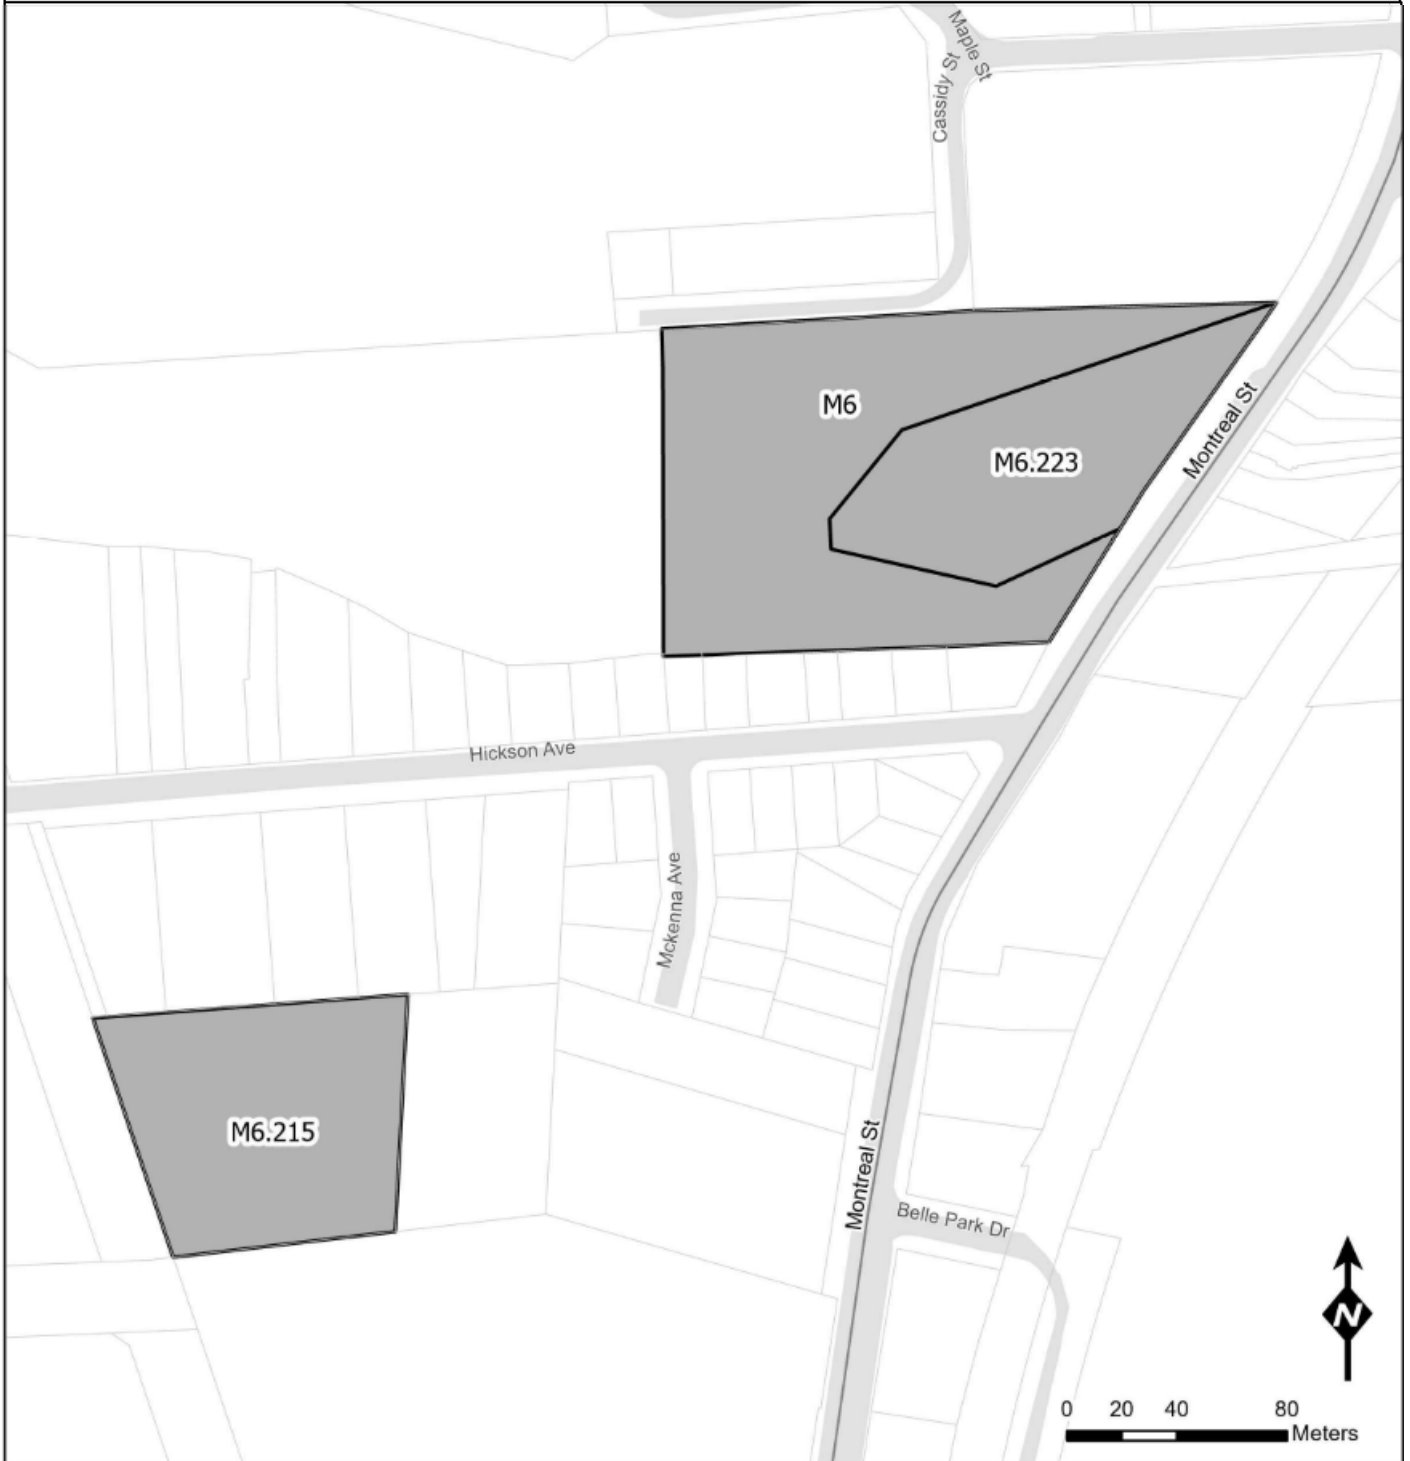 Maple St
Cassidy St
M6
M6.223
Montreal St
Hickson Ave
Mckenna Ave
M6.215
Montreal St
Belle Park Dr
N
0 20 40 80
Meters